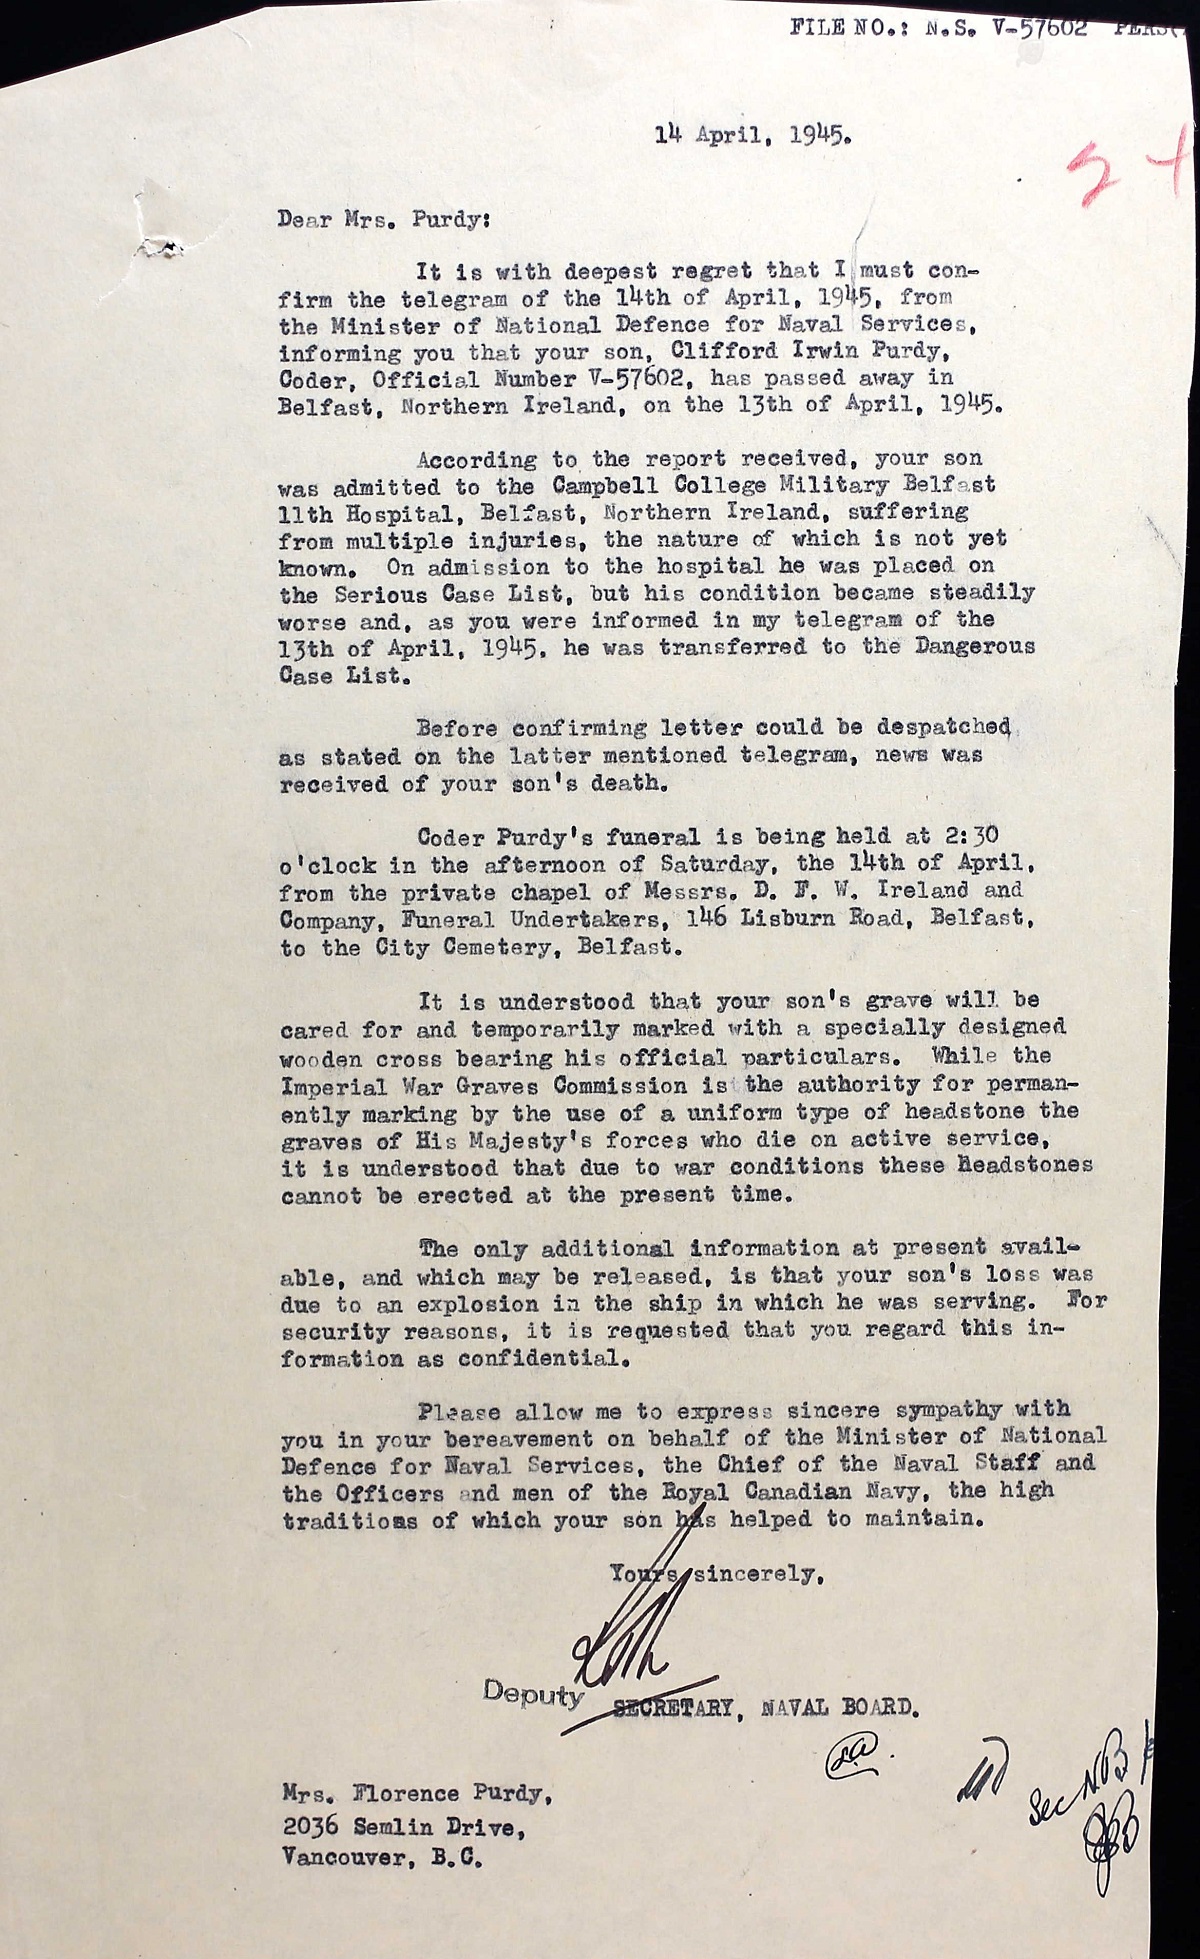 FILE NO.: N.S. V-57602 PERS
14 April, 1945.
Dear Mrs. Purdy:
It is with deepest regret that I must con-
firm the telegram of the 14th of April, 1945, from
the Minister of National Defence for Naval Services,
informing you that your son, Clifford Irwin Purdy,
Coder, Official Number V-57602, has passed away in
Belfast, Northern Ireland, on the 13th of April, 1945.
According to the report received, your son
was admitted to the Campbell College Military Belfast
11th Hospital, Belfast, Northern Ireland, suffering
from multiple injuries, the nature of which is not yet
known. On admission to the hospital he was placed on
the Serious Case List, but his condition became steadily
worse and, as you were informed in my telegram of the
13th of April, 1945, he was transferred to the Dangerous
Case List.
Before confirming letter could be despatched
as stated on the latter mentioned telegram, news was
received of your son's death.
Coder Purdy's funeral is being held at 2:30
o'clock in the afternoon of Saturday, the 14th of April,
from the private chapel of Messrs. D. F. W. Ireland and
Company, Funeral Undertakers, 146 Lisburn Road, Belfast,
to the City Cemetery, Belfast.
It is understood that your son's grave will be
cared for and temporarily marked with a specially designed
wooden cross bearing his official particulars. While the
Imperial War Graves Commission is the authority for perman-
ently marking by the use of a uniform type of headstone the
graves of His Majesty's forces who die on active service,
it is understood that due to war conditions these headstones
cannot be erected at the present time.
The only additional information at present avail-
able, and which may be released, is that your son's loss was
due to an explosion in the ship in which he was serving. For
security reasons, it is requested that you regard this in-
formation as confidential.
Please allow me to express sincere sympathy with
you in your bereavement on behalf of the Minister of National
Defence for Naval Services, the Chief of the Naval Staff and
the Officers and men of the Royal Canadian Navy, the high
traditions of which your son has helped to maintain.
Yours sincerely,
Deputy SECRETARY, NAVAL BOARD.
Sec N.B
Mrs. Florence Purdy,
2036 Semlin Drive,
Vancouver, B.C.